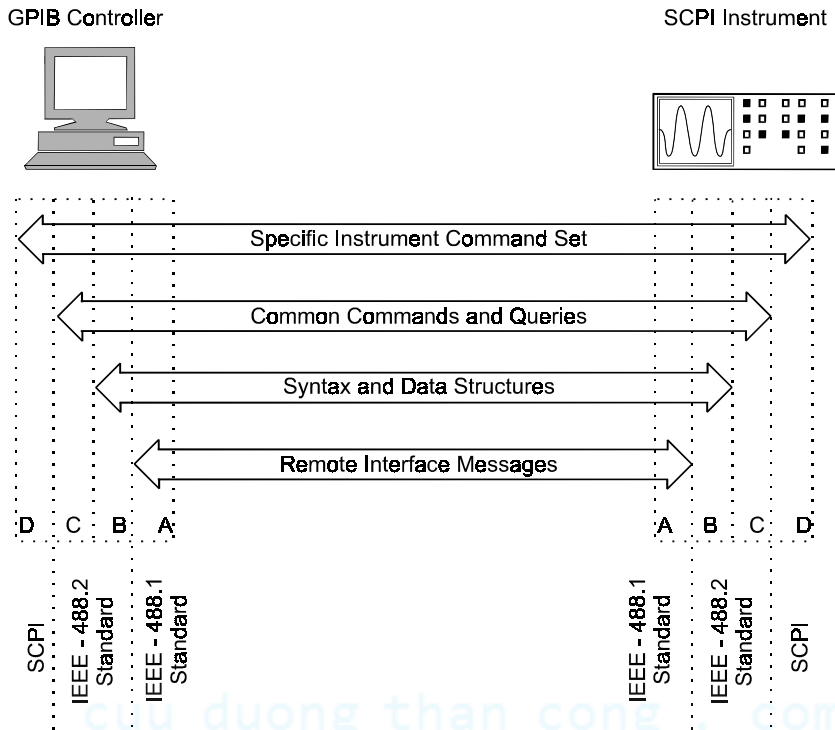 GPIB Controller
SCPI Instrument
Specific Instrument Command Set
Common Commands and Queries
Syntax and Data Structures
Remote Interface Messages
D C B A
A B C D
SCPI
IEEE - 488.2
Standard
IEEE - 488.1
Standard
IEEE - 488.1
Standard
IEEE - 488.2
Standard
SCPI
cuu duong than cong . com